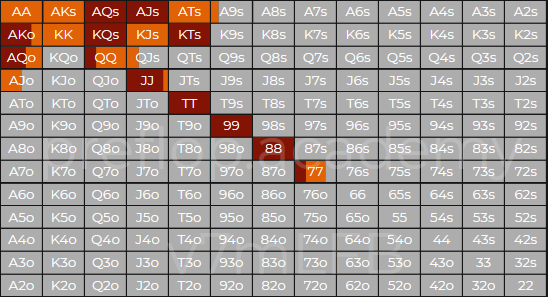 AA AKs AQs AJs ATs A9s A8s A7s A6s A5s A4s A3s A2s
AKo KK KQs KJs KTs K9s K8s K7s K6s K5s K4s K3s K2s
AQo KQo QQ QJs QTs Q9s Q8s Q7s Q6s Q5s Q4s Q3s Q2s
AJo KJo QJo JJ JTs J9s J8s J7s J6s J5s J4s J3s J2s
ATo KTo QTo JTo TT T9s T8s T7s T6s T5s T4s T3s T2s
A9o K9o Q9o J9o T9o 99 98s 97s 96s 95s 94s 93s 92s
A8o K8o Q8o J8o T8o 98o 88 87s 86s 85s 84s 83s 82s
preflop.academy
A7o K7o Q7o J7o T7o 97o 87o 77 76s 75s 74s 73s 72s
A6o K6o Q6o J6o T6o 96o 86o 76o 66 65s 64s 63s 62s
A5o K5o Q5o J5o T5o 95o 85o 75o 65o 55 54s 53s 52s
A4o K4o Q4o J4o T4o 94o 84o 74o 64o 54o 44 43s 42s
A3o K3o Q3o J3o T3o 93o 83o 73o 63o 53o 43o 33 32s
A2o K2o Q2o J2o T2o 92o 82o 72o 62o 52o 42o 32o 22